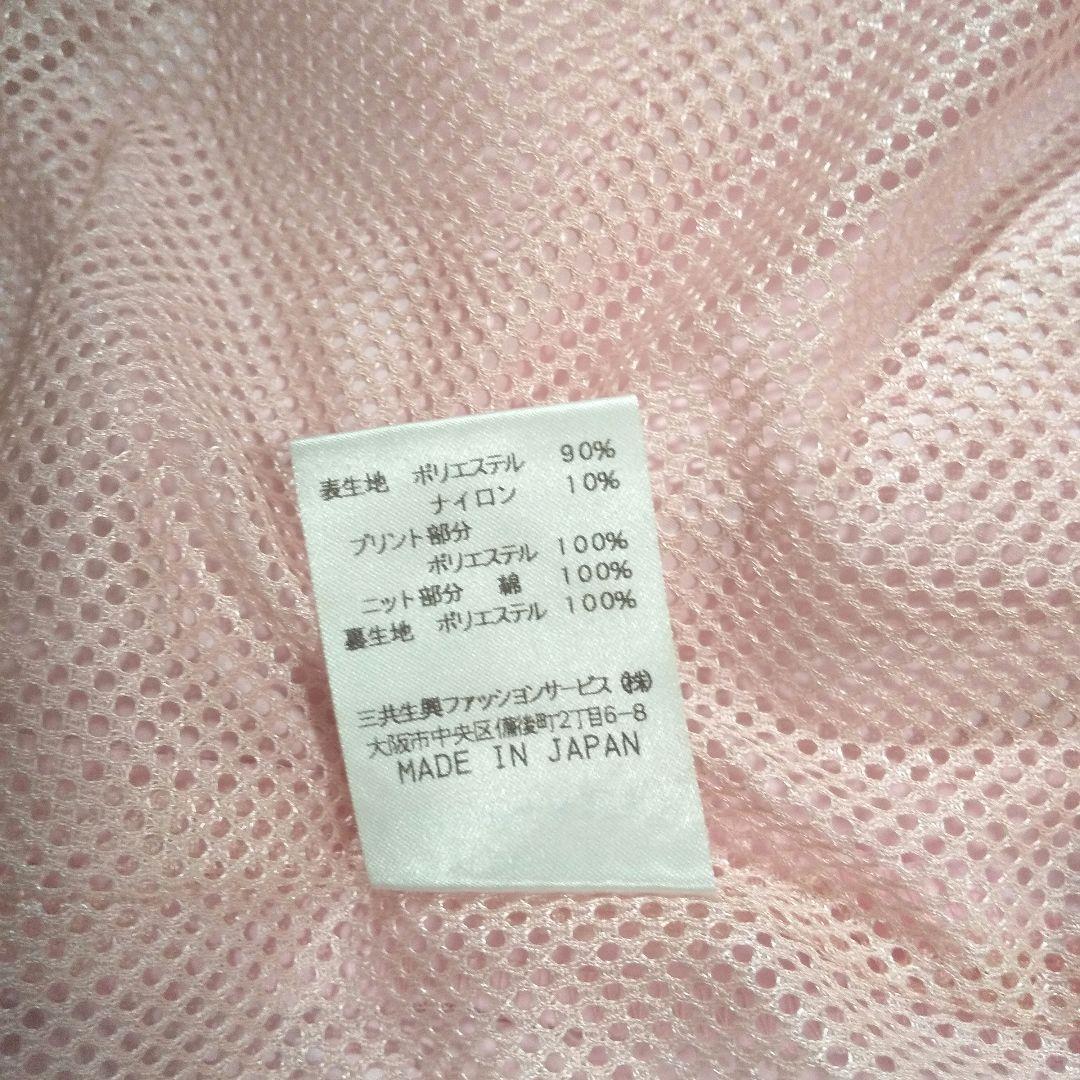 表生地 ポリエステル 90%
ナイロン 10%
プリント部分
ポリエステル 100%
ニット部分 綿 100%
裏生地 ポリエステル 100%
三共生興ファッションサービス(株)
大阪市中央区備後町2丁目6-8
MADE IN JAPAN